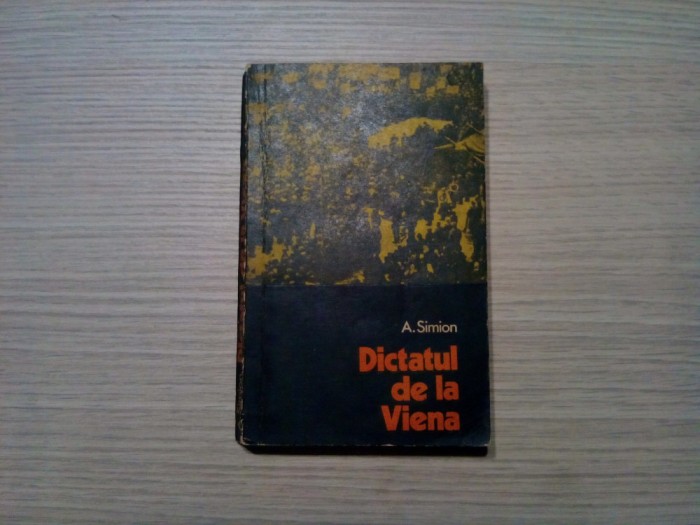 A. Simion
Dictatul
de la
Viena